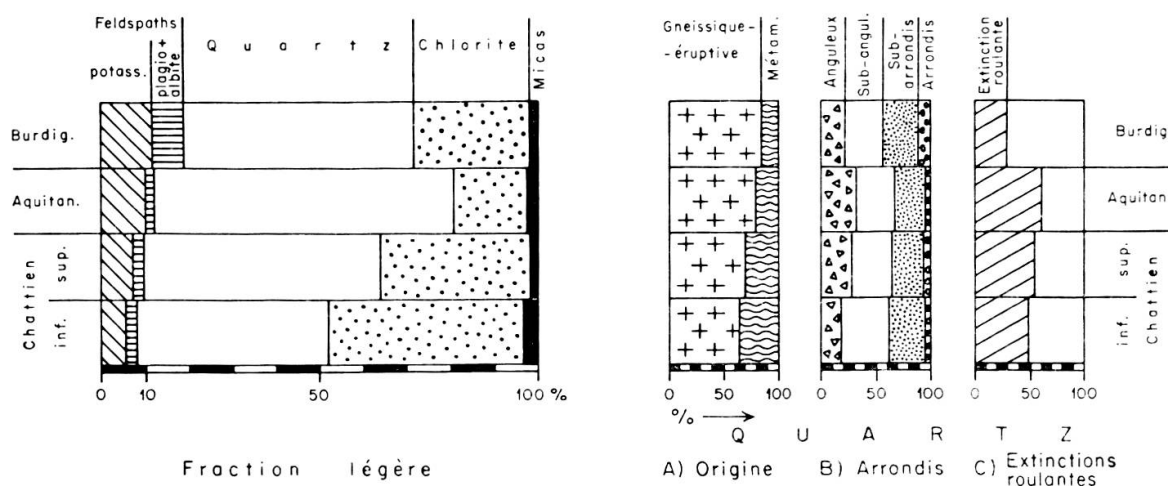 Feldspaths
potass.
plagio+
albite
Quartz
Chlorite
Micas
Burdig.
Aquitan.
Chattien
sup.
inf.
0 10 50 100 %
Fraction légère
Gneissique-
-éruptive
Métam.
Anguleux
Sub-angul.
Sub-
arrondis
Arrondis
Extinction
roulante
Burdig.
Aquitan.
sup.
inf.
Chattien
0 50 100
0 50 100
0 50 100
% →
QUARTZ
A) Origine
B) Arrondis
C) Extinctions
roulantes